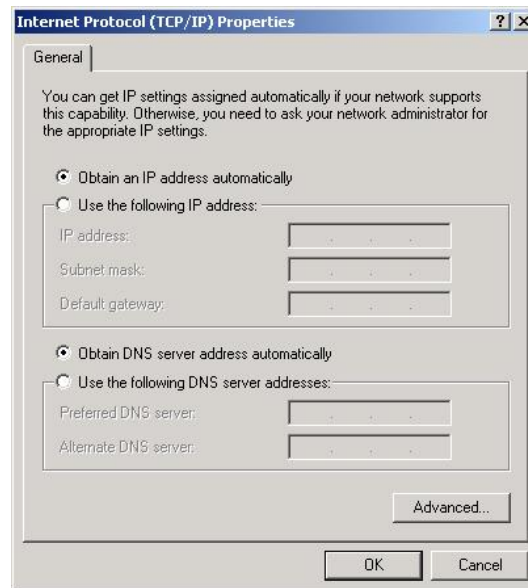 Internet Protocol (TCP/IP) Properties
General
You can get IP settings assigned automatically if your network supports
this capability. Otherwise, you need to ask your network administrator for
the appropriate IP settings.
Obtain an IP address automatically
Use the following IP address:
IP address:
Subnet mask:
Default gateway:
Obtain DNS server address automatically
Use the following DNS server addresses:
Preferred DNS server:
Alternate DNS server:
Advanced...
OK Cancel